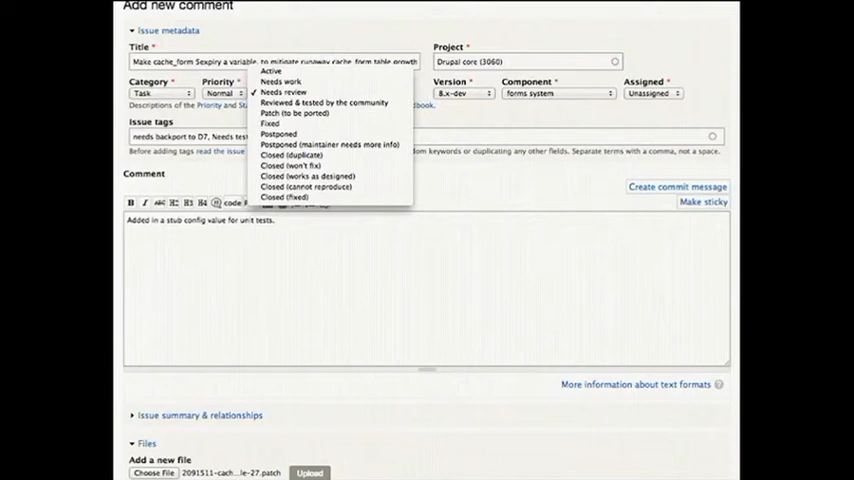 Add new comment
Issue metadata
Title *
Project *
Make cache_form $expiry a variable, to mitigate runaway cache_form table growth
Drupal core (3060)
Category * Priority * Version * Component * Assigned *
Task Normal 8.x-dev forms system Unassigned
Active
Needs work
✓ Needs review
Reviewed & tested by the community
Patch (to be ported)
Fixed
Postponed
Postponed (maintainer needs more info)
Closed (duplicate)
Closed (won't fix)
Closed (works as designed)
Closed (cannot reproduce)
Closed (fixed)
Descriptions of the Priority and Sta
book.
Issue tags
needs backport to D7, Needs test
Before adding tags read the issue
dom keywords or duplicating any other fields. Separate terms with a comma, not a space.
Comment
Create commit message
B I ABC H2 H3 H4 code
Make sticky
Added in a stub config value for unit tests.
More information about text formats ?
Issue summary & relationships
Files
Add a new file
Choose File 2091511-cach...le-27.patch Upload